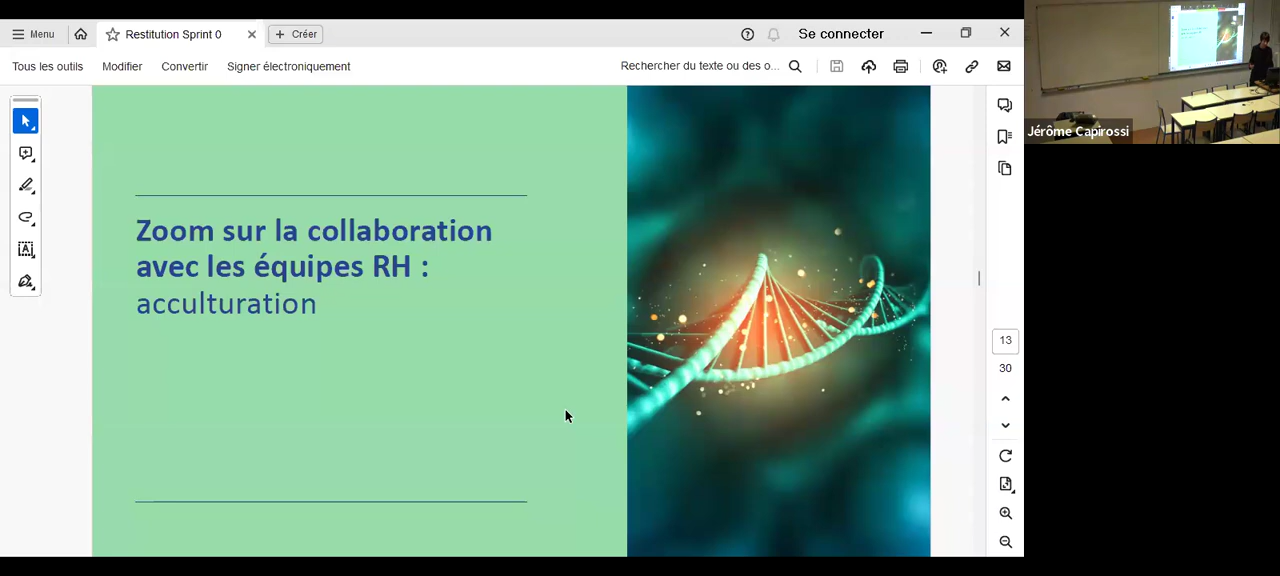 Menu
Restitution Sprint 0
Créer
Se connecter
Tous les outils
Modifier
Convertir
Signer électroniquement
Rechercher du texte ou des o...
Zoom sur la collaboration
avec les équipes RH :
acculturation
13
30
Jérôme Capirossi